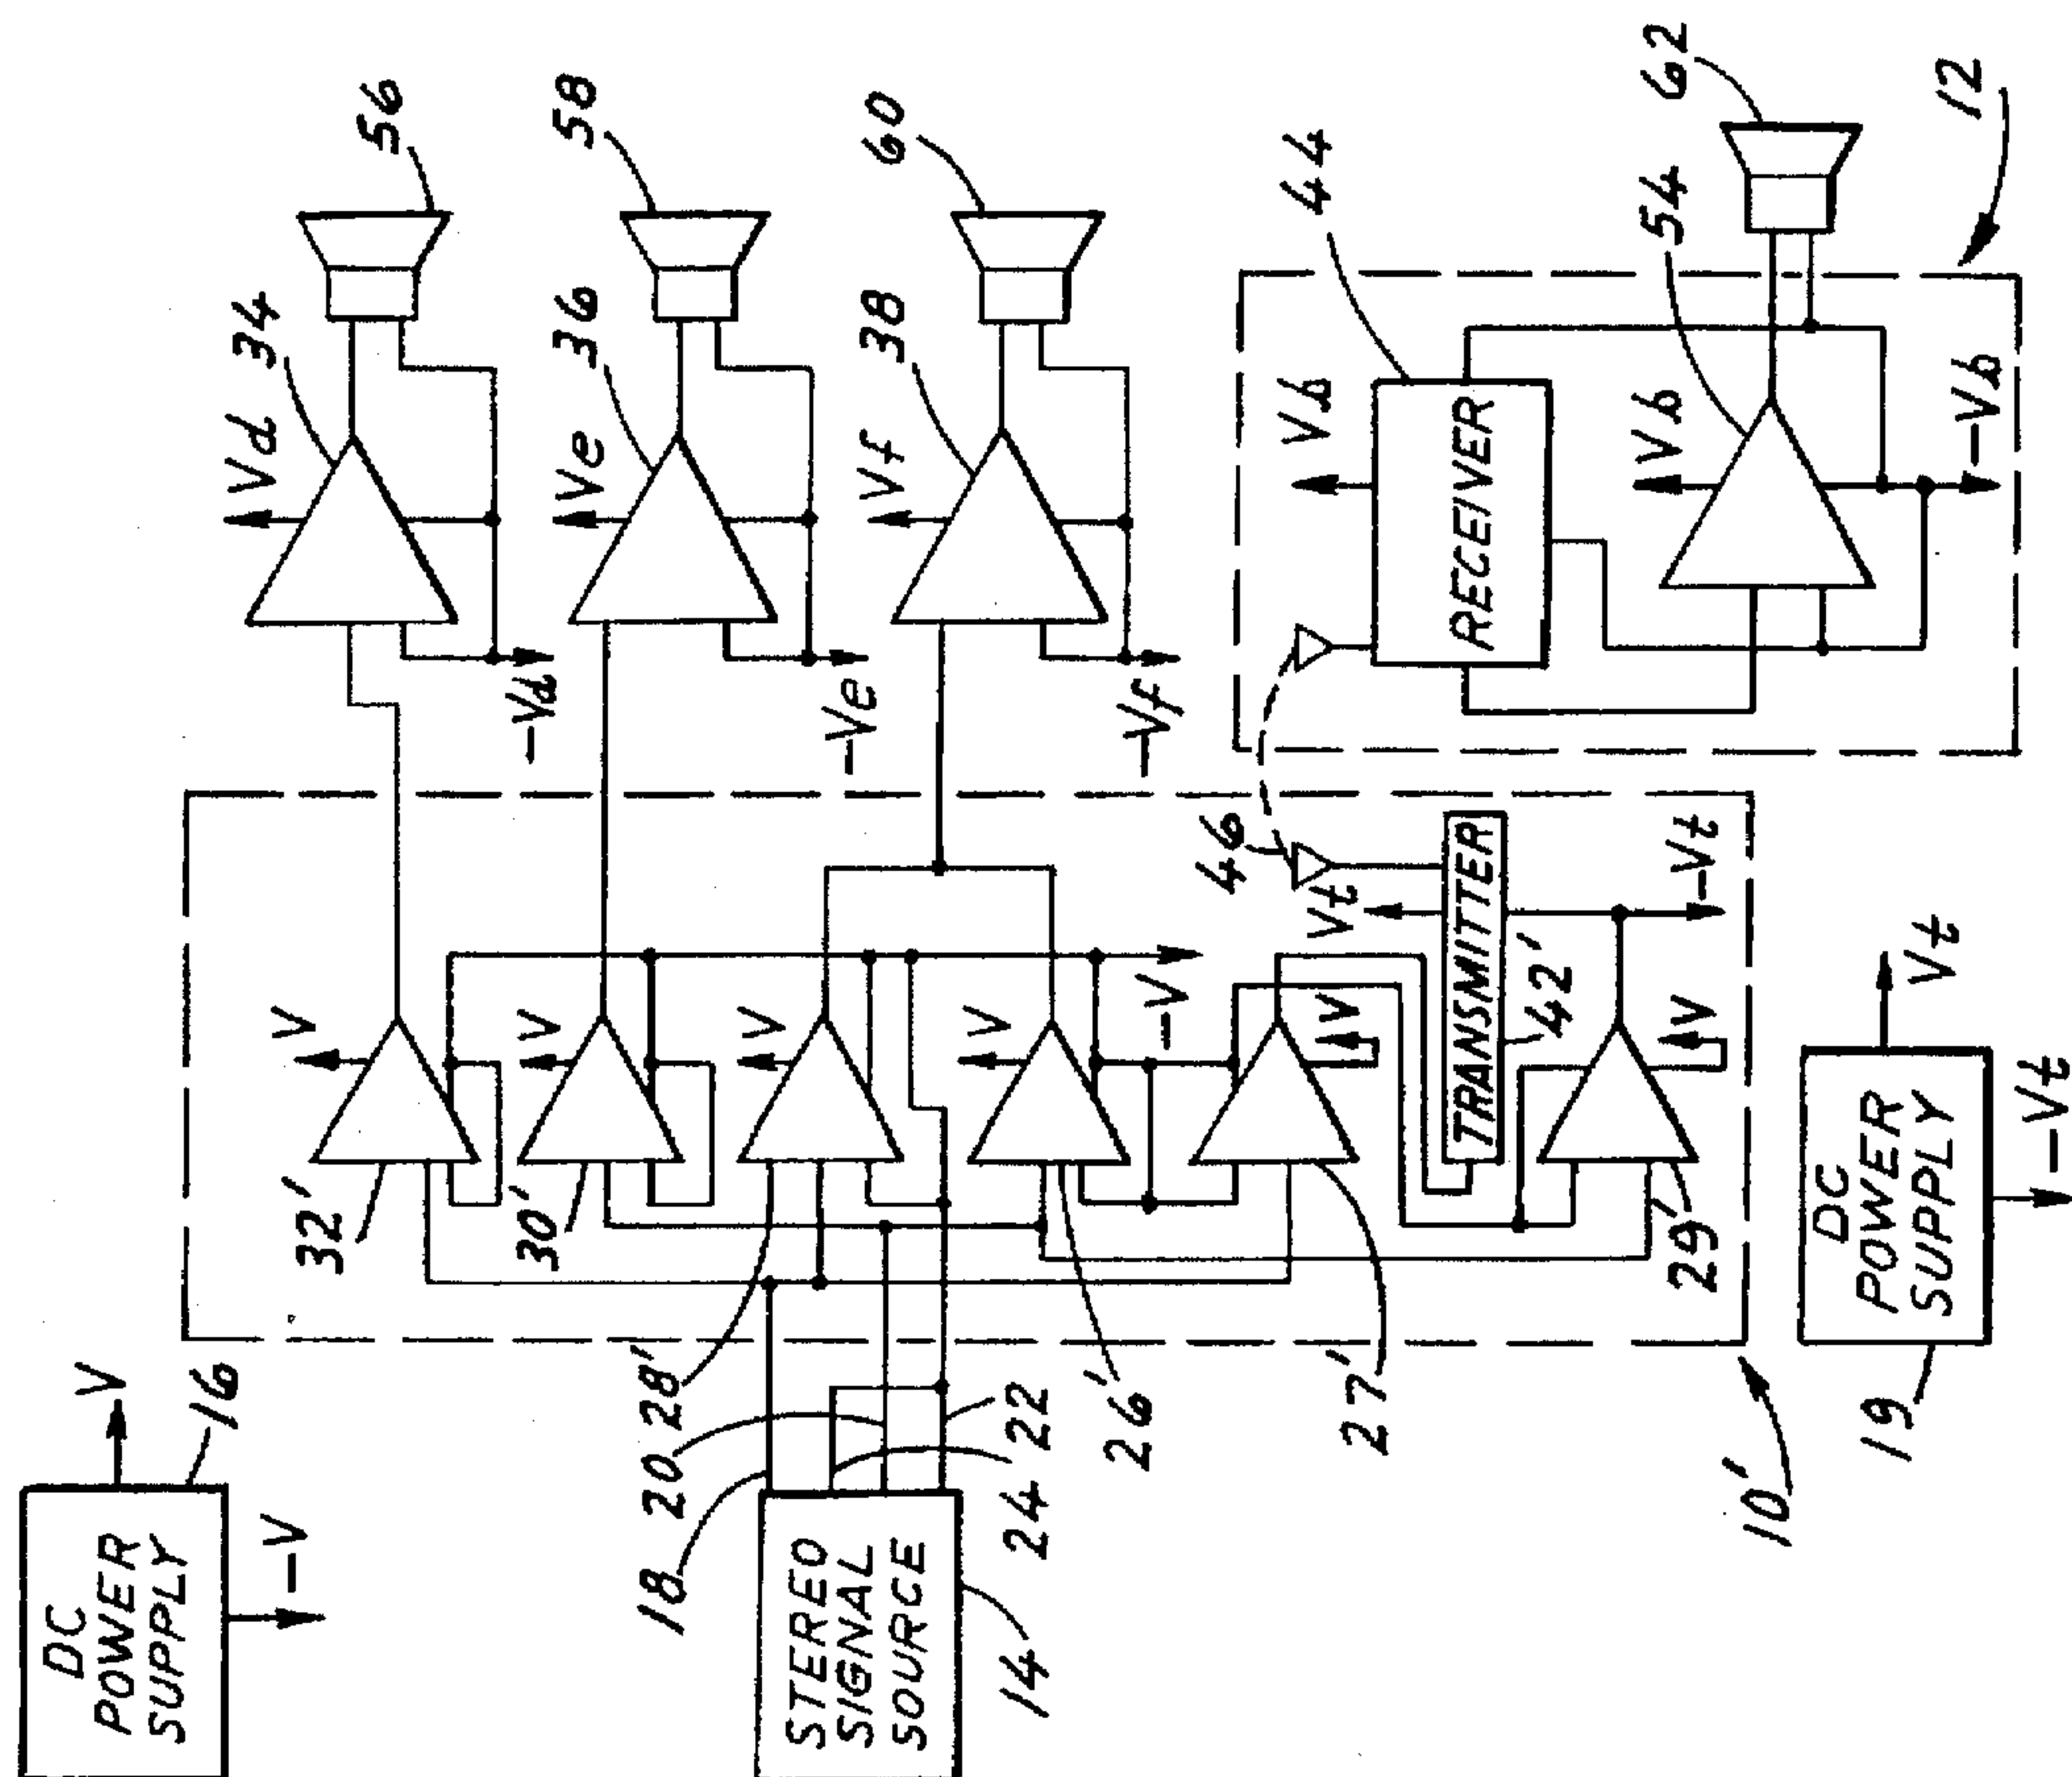 DC
POWER
SUPPLY
V
-V
16
STEREO
SIGNAL
SOURCE
14
18
20
24
22
28'
26'
27'
10'
DC
POWER
SUPPLY
19
Vt
-Vt
32'
30'
29'
V
V
V
V
V
V
-V
TRANSMITTER
42'
Vt
-Vt
46
34
Vd
-Vd
56
36
Ve
-Ve
58
38
Vf
-Vf
60
RECEIVER
44
Vb
54
Vb
-Vb
62
12